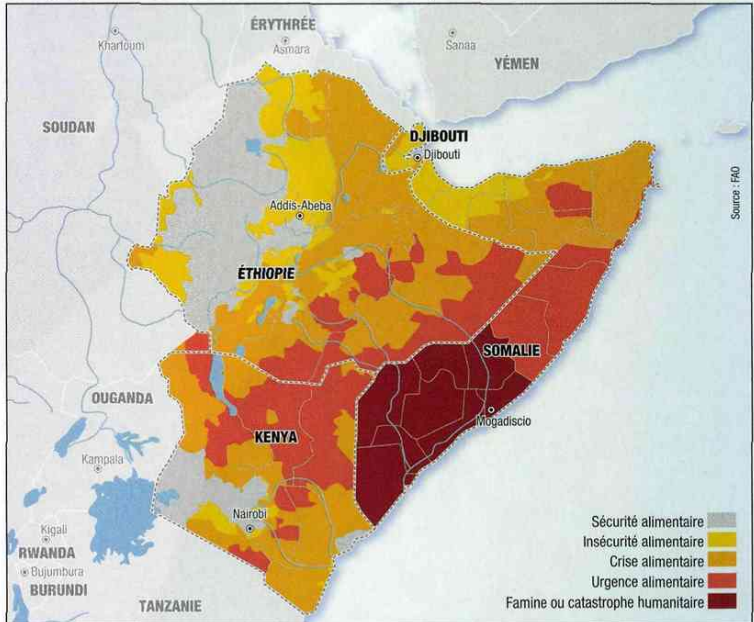 ÉRYTHRÉE
Khartoum
Asmara
Sanaa
YÉMEN
SOUDAN
DJIBOUTI
Djibouti
Source : FAO
Addis-Abeba
ÉTHIOPIE
SOMALIE
OUGANDA
Mogadiscio
KENYA
Kampala
Nairobi
Kigali
RWANDA
Bujumbura
BURUNDI
TANZANIE
Sécurité alimentaire
Insécurité alimentaire
Crise alimentaire
Urgence alimentaire
Famine ou catastrophe humanitaire